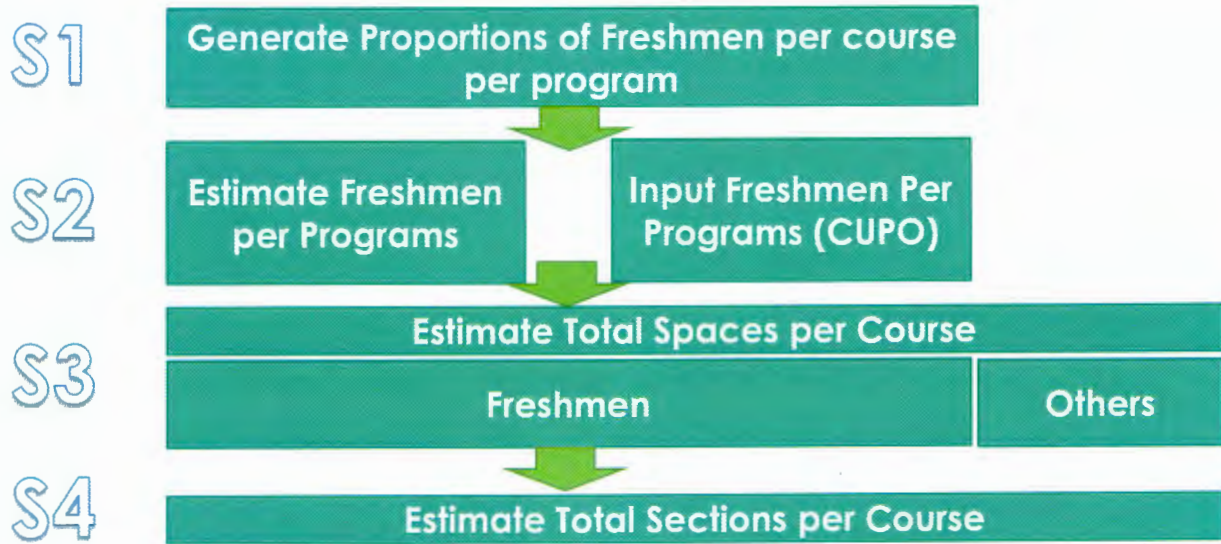 S1
Generate Proportions of Freshmen per course
per program
S2
Estimate Freshmen
per Programs
Input Freshmen Per
Programs (CUPO)
S3
Estimate Total Spaces per Course
Freshmen
Others
S4
Estimate Total Sections per Course